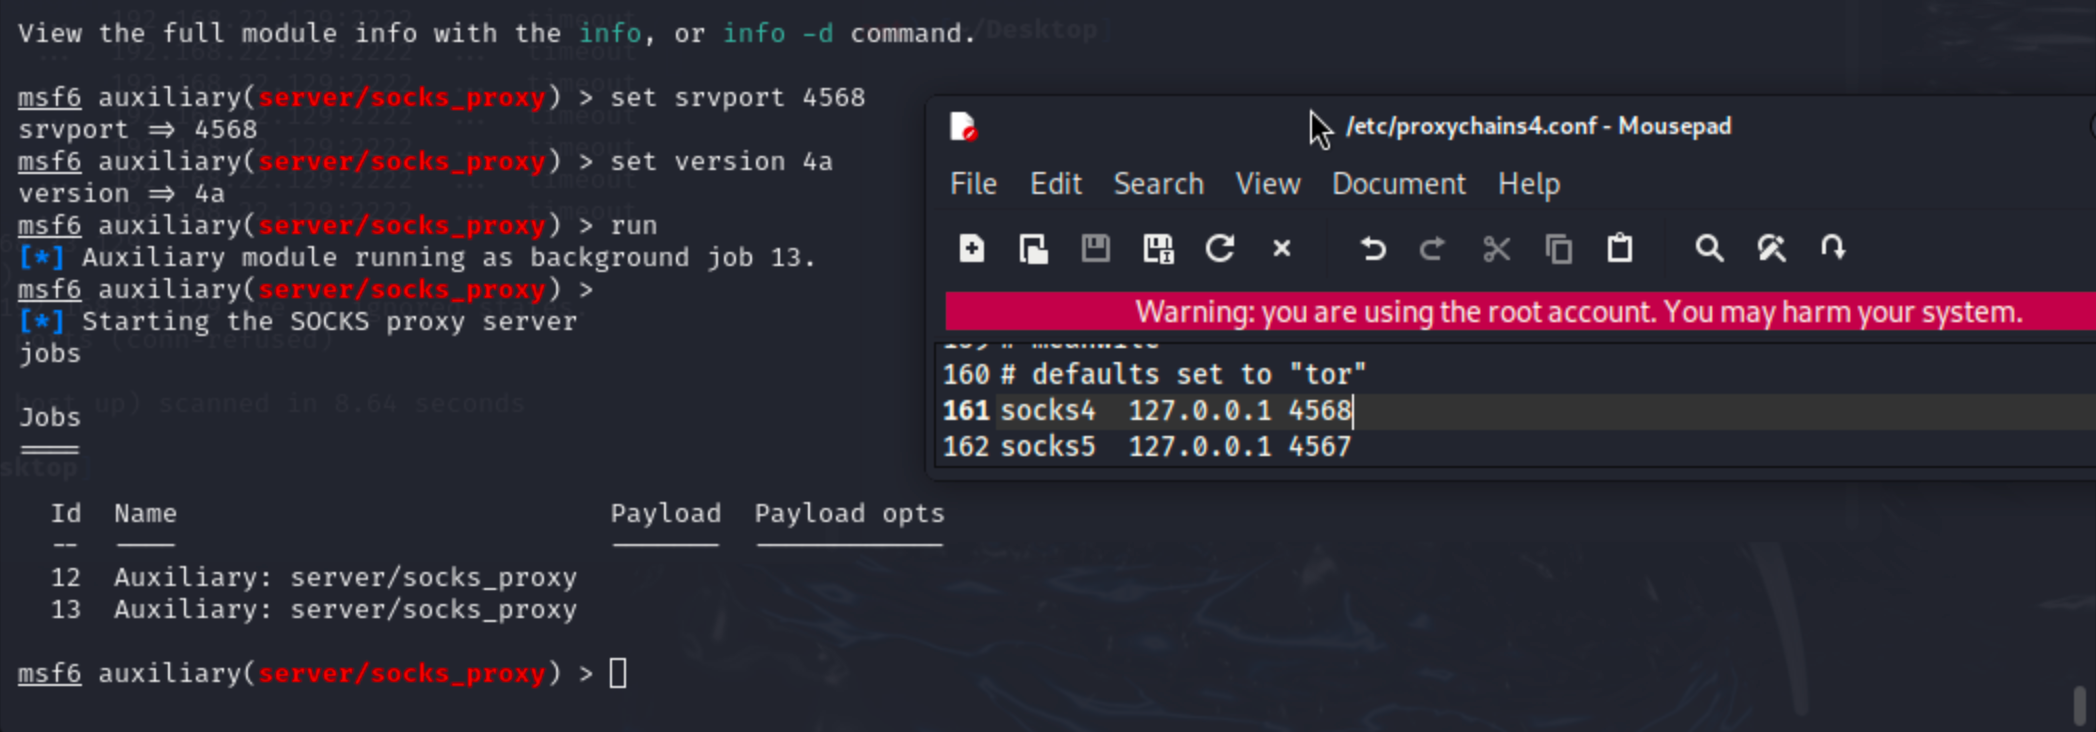 View the full module info with the info, or info -d command.
msf6 auxiliary(server/socks_proxy) > set srvport 4568
srvport ⇒ 4568
msf6 auxiliary(server/socks_proxy) > set version 4a
version ⇒ 4a
msf6 auxiliary(server/socks_proxy) > run
[*] Auxiliary module running as background job 13.
msf6 auxiliary(server/socks_proxy) >
[*] Starting the SOCKS proxy server
jobs
Jobs
====
Id Name Payload Payload opts
-- ---- ------- ------------
12 Auxiliary: server/socks_proxy
13 Auxiliary: server/socks_proxy
msf6 auxiliary(server/socks_proxy) >
/etc/proxychains4.conf - Mousepad
File Edit Search View Document Help
Warning: you are using the root account. You may harm your system.
160 # defaults set to "tor"
161 socks4 127.0.0.1 4568
162 socks5 127.0.0.1 4567